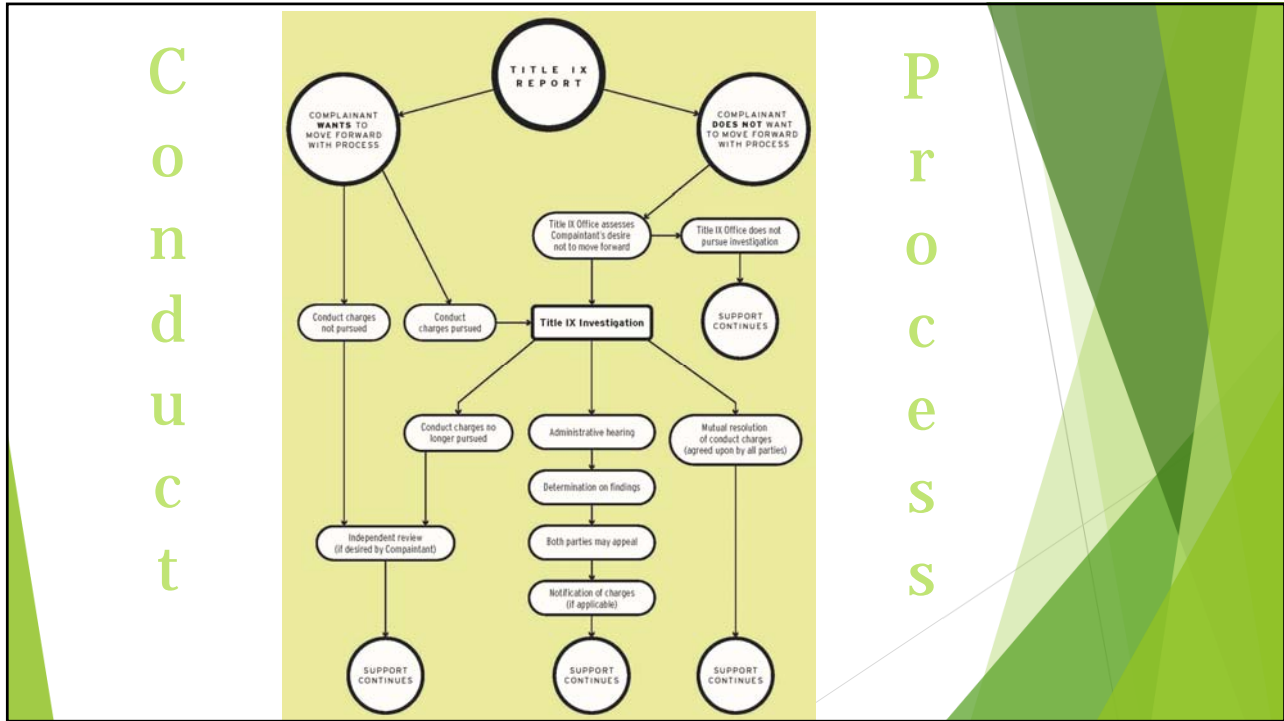 C
o
n
d
u
c
t
P
r
o
c
e
s
s
TITLE IX
REPORT
COMPLAINANT
WANTS TO
MOVE FORWARD
WITH PROCESS
COMPLAINANT
DOES NOT WANT
TO MOVE FORWARD
WITH PROCESS
Title IX Office assesses
Compaintant's desire
not to move forward
Title IX Office does not
pursue investigation
SUPPORT
CONTINUES
Conduct charges
not pursued
Conduct
charges pursued
Title IX Investigation
Conduct charges no
longer pursued
Administrative hearing
Mutual resolution
of conduct charges
(agreed upon by all parties)
Determination on findings
Independent review
(if desired by Compaintant)
Both parties may appeal
Notification of charges
(if applicable)
SUPPORT
CONTINUES
SUPPORT
CONTINUES
SUPPORT
CONTINUES